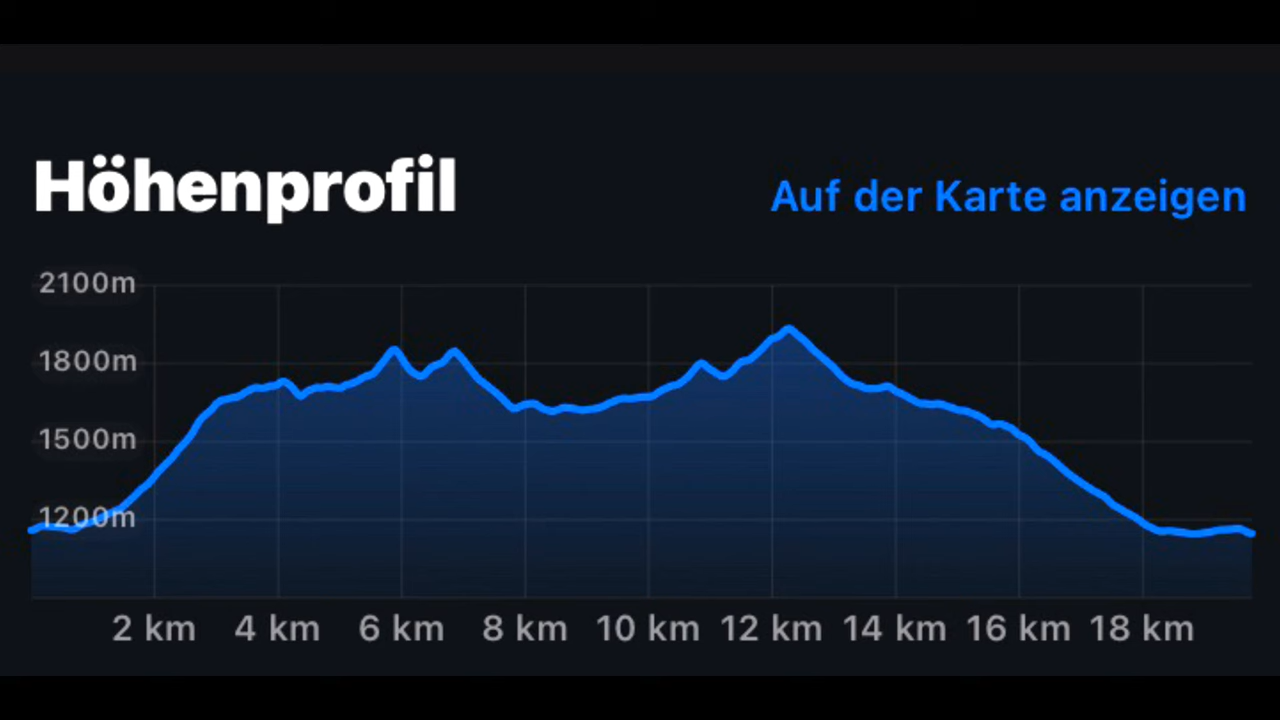 Höhenprofil
Auf der Karte anzeigen
2100m
1800m
1500m
1200m
2 km 4 km 6 km 8 km 10 km 12 km 14 km 16 km 18 km